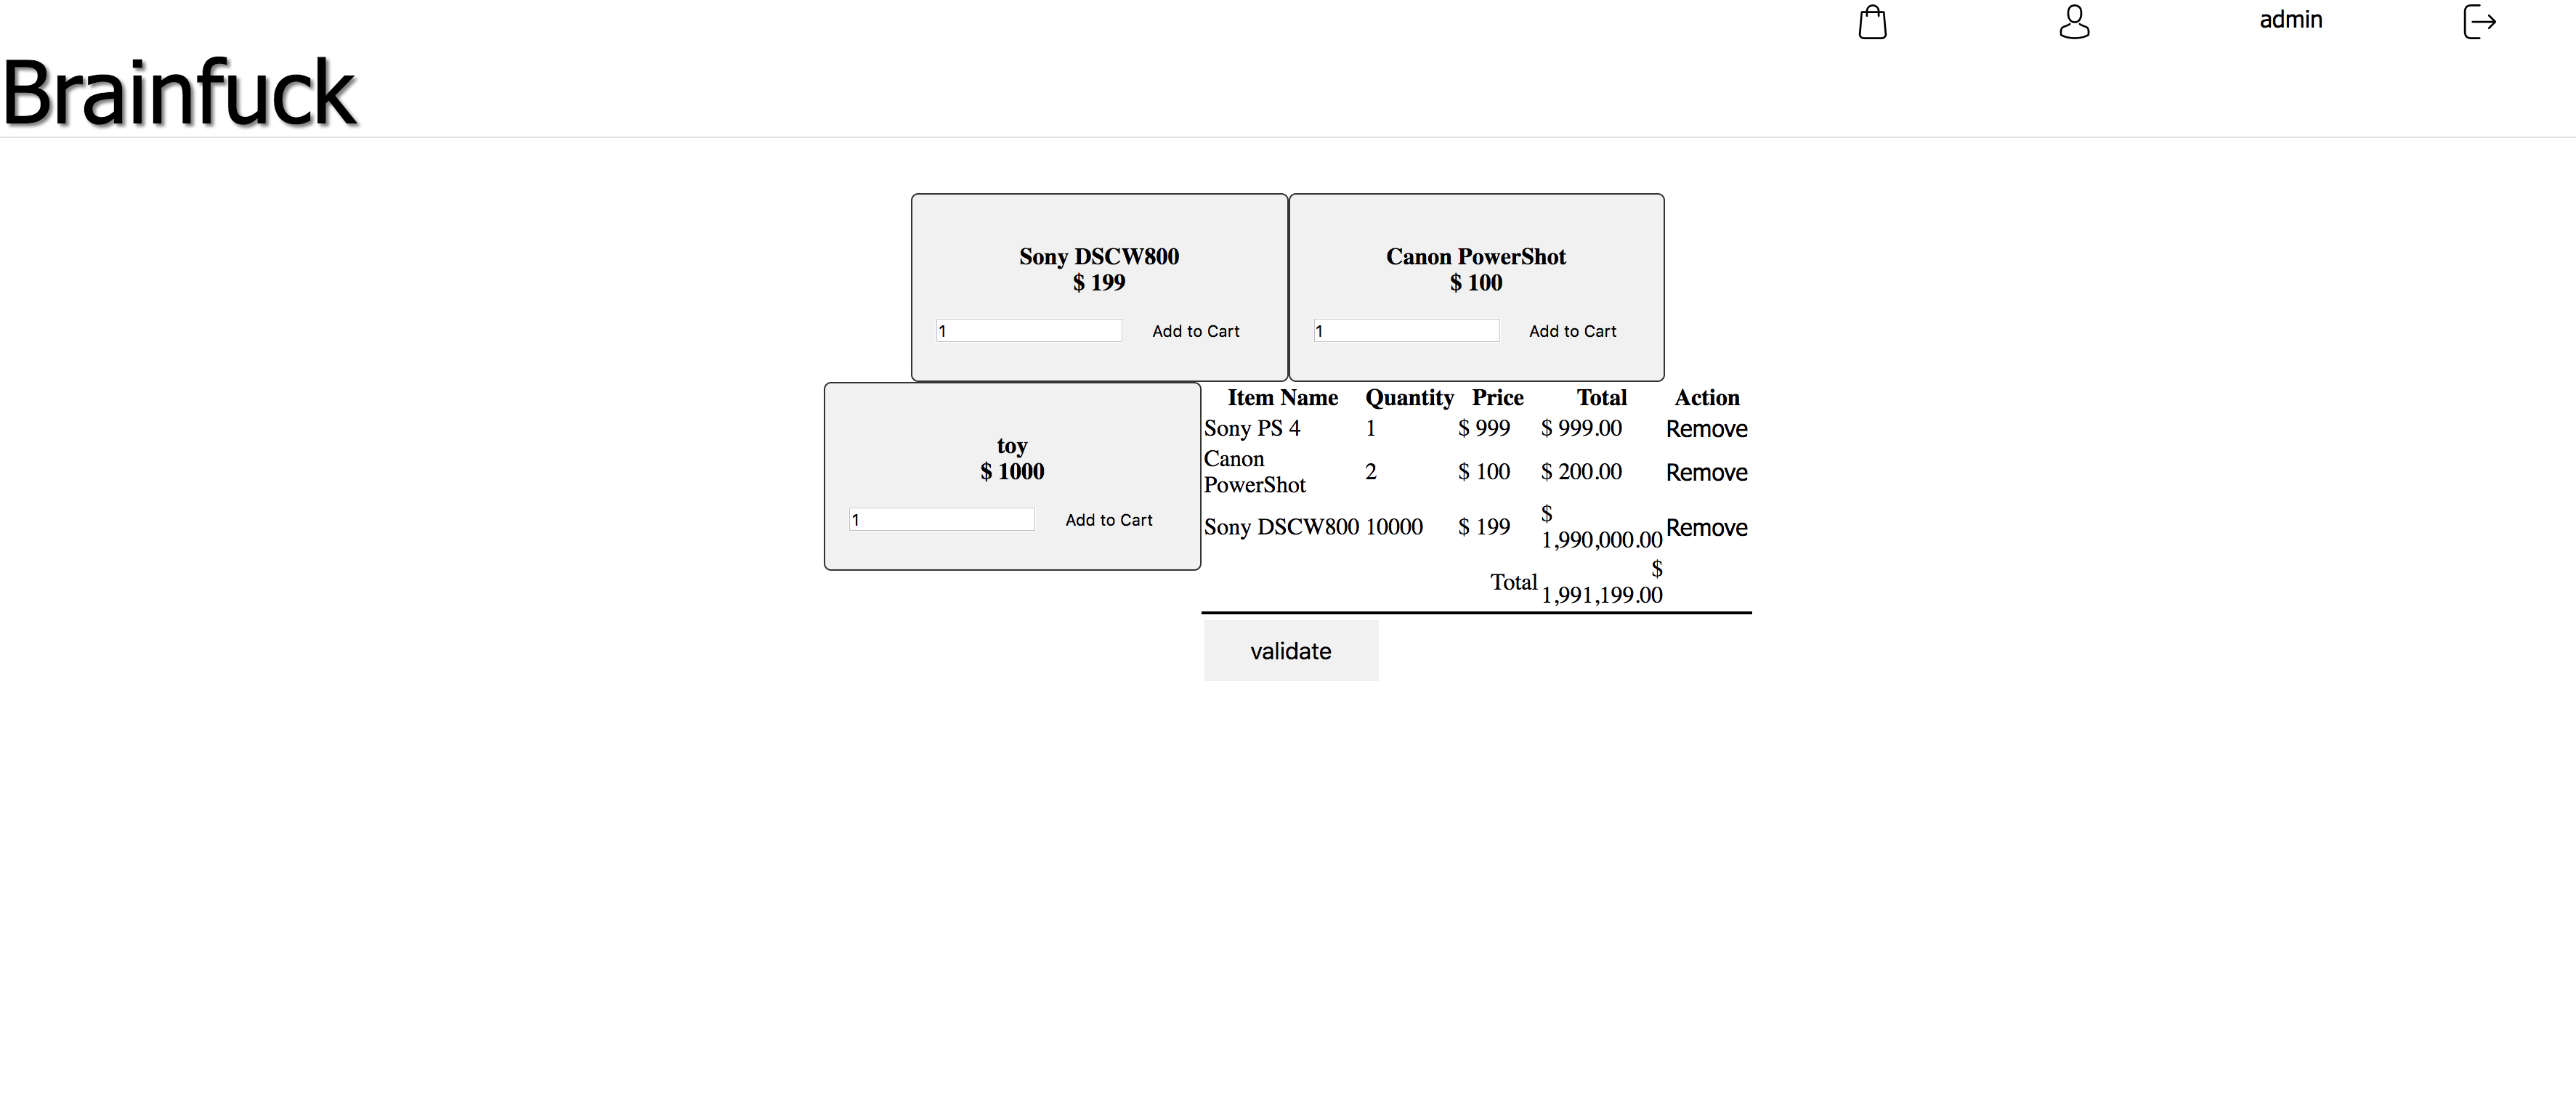 admin
Brainfuck
Sony DSCW800
$ 199
1 Add to Cart
Canon PowerShot
$ 100
1 Add to Cart
toy
$ 1000
1 Add to Cart
Item Name Quantity Price Total Action
Sony PS 4 1 $ 999 $ 999.00 Remove
Canon
PowerShot 2 $ 100 $ 200.00 Remove
Sony DSCW800 10000 $ 199 $
1,990,000.00 Remove
Total $
1,991,199.00
validate